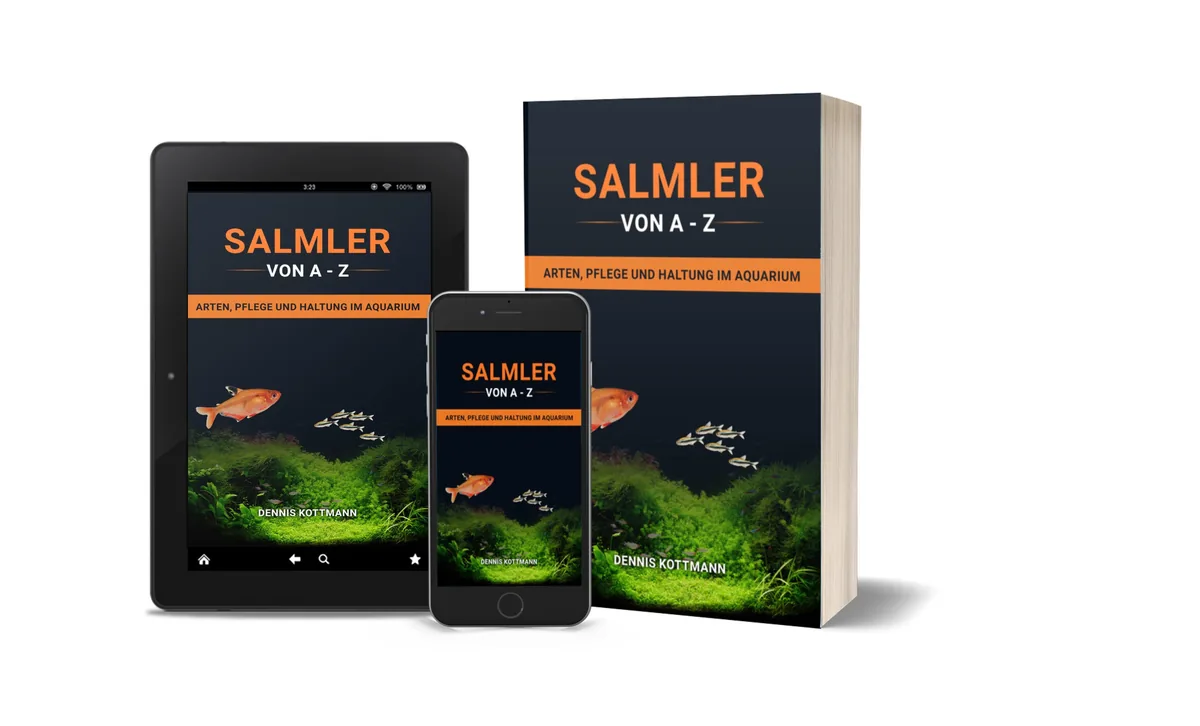 3:23
100%
SALMLER
VON A - Z
ARTEN, PFLEGE UND HALTUNG IM AQUARIUM
DENNIS KOTTMANN
SALMLER
VON A - Z
ARTEN, PFLEGE UND HALTUNG IM AQUARIUM
DENNIS KOTTMANN
SALMLER
VON A - Z
ARTEN, PFLEGE UND HALTUNG IM AQUARIUM
DENNIS KOTTMANN